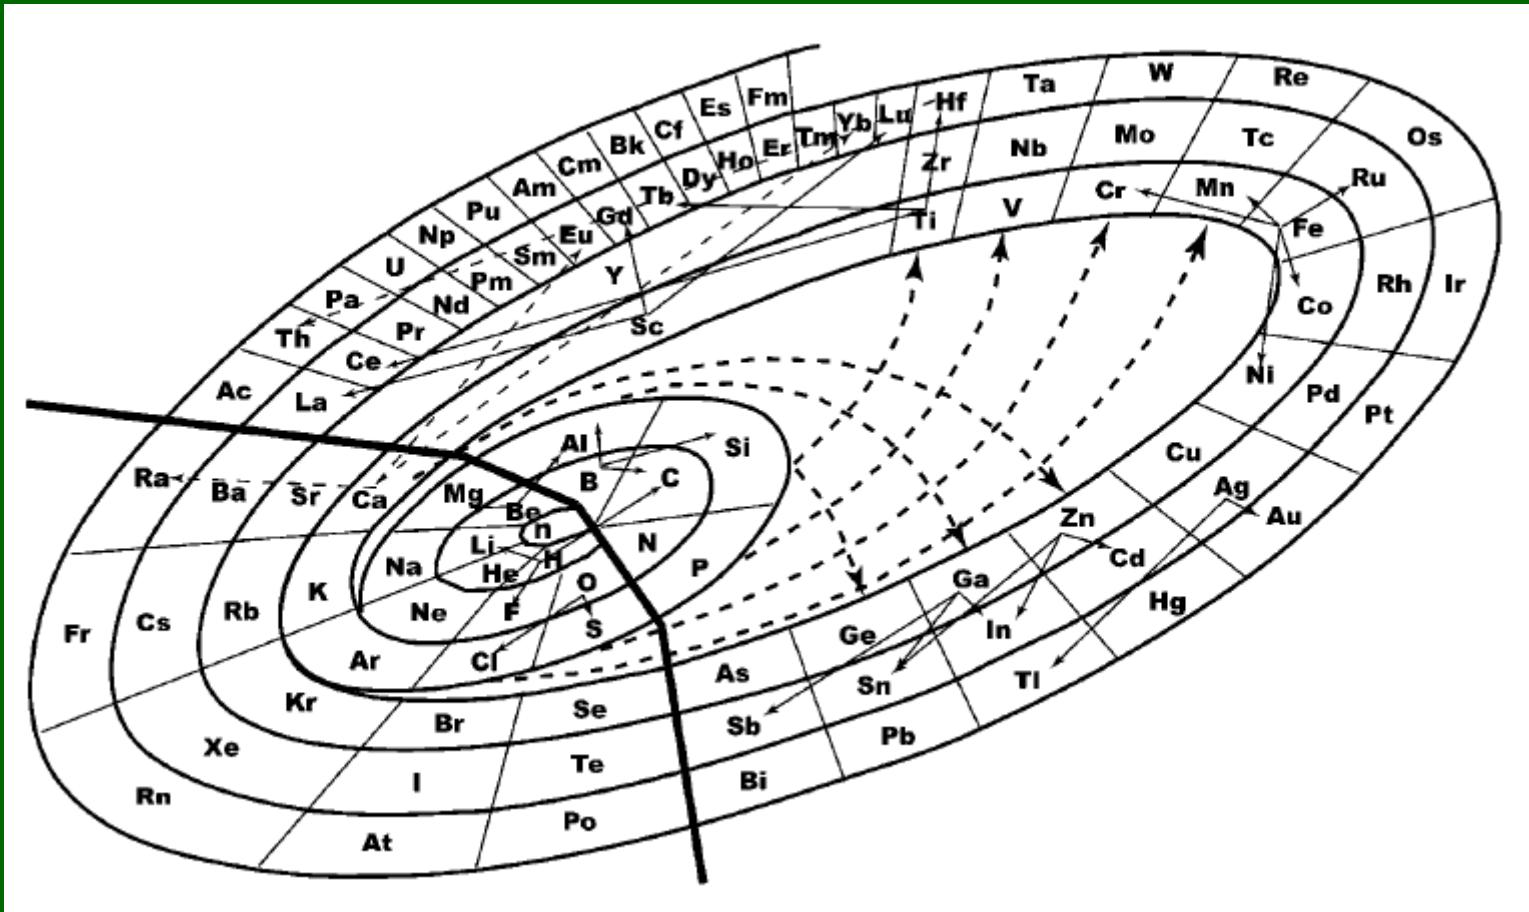 Es Fm
Bk Cf
Am Cm
Np Pu
U
Pa
Th
Ac
Ho Er Tm Yb Lu Hf Ta W Re
Tb Dy
Eu Gd
Pm Sm
Pr Nd
Ce
La
Os
Zr Nb Mo Tc Ru
Ti V Cr Mn Fe
Y
Sc
Rh Ir
Co
Ni Pd Pt
Cu
Ag Au
Zn Cd
Hg
Ra Ba Sr Ca Mg Be
Al Si
B C
n
Li H N
Na He O P
K Ne F S
Fr Cs Rb
Ar Cl
Ga In
Ge Sn Tl
As Sb Pb
Kr Br Se
Xe I Te Bi
Rn At Po